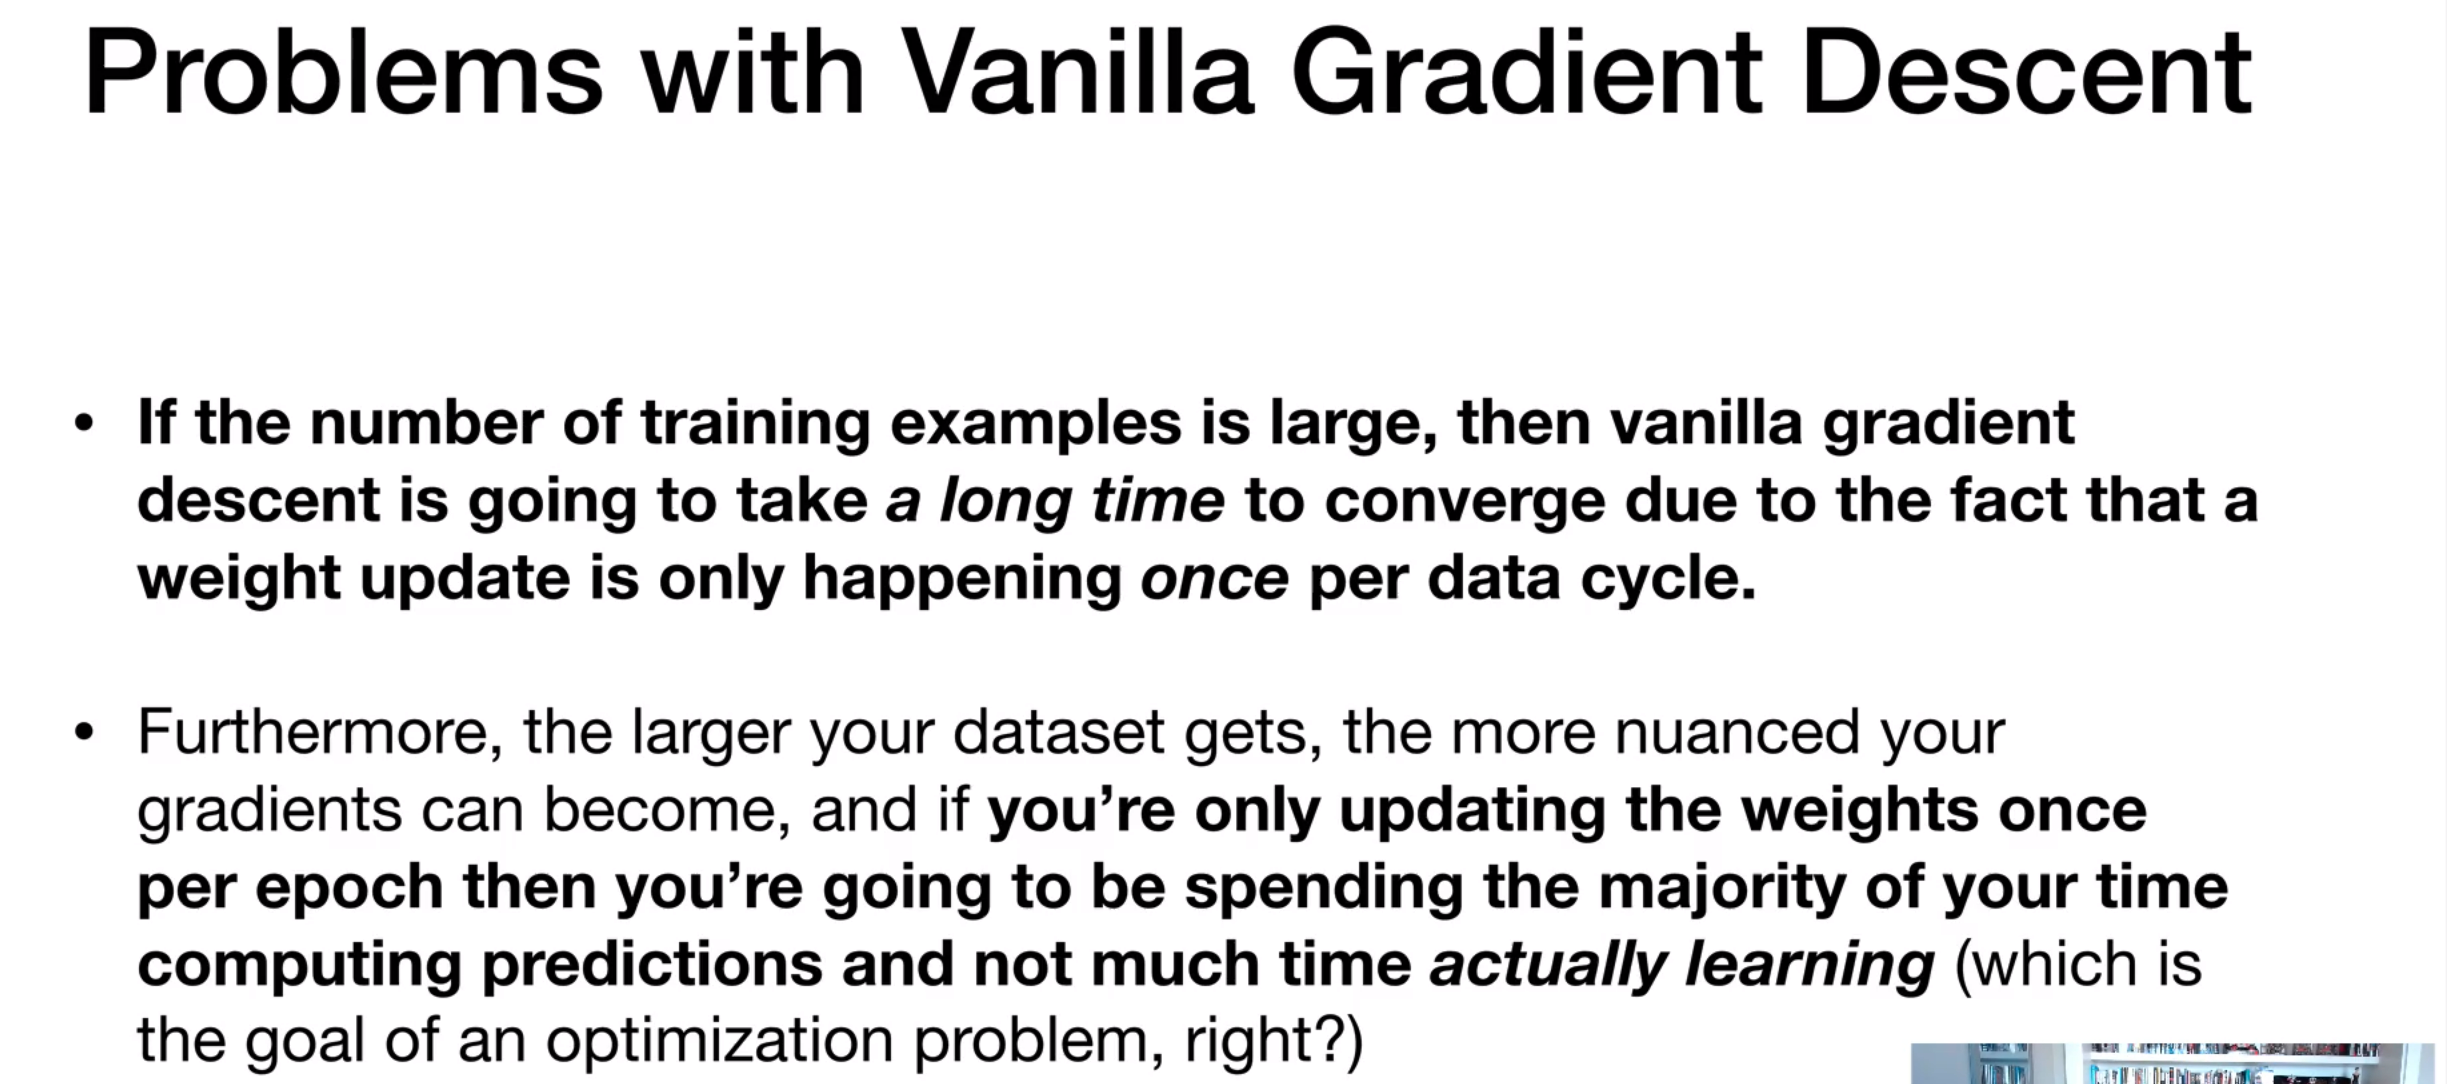 Problems with Vanilla Gradient Descent
• If the number of training examples is large, then vanilla gradient
descent is going to take a long time to converge due to the fact that a
weight update is only happening once per data cycle.
• Furthermore, the larger your dataset gets, the more nuanced your
gradients can become, and if you’re only updating the weights once
per epoch then you’re going to be spending the majority of your time
computing predictions and not much time actually learning (which is
the goal of an optimization problem, right?)